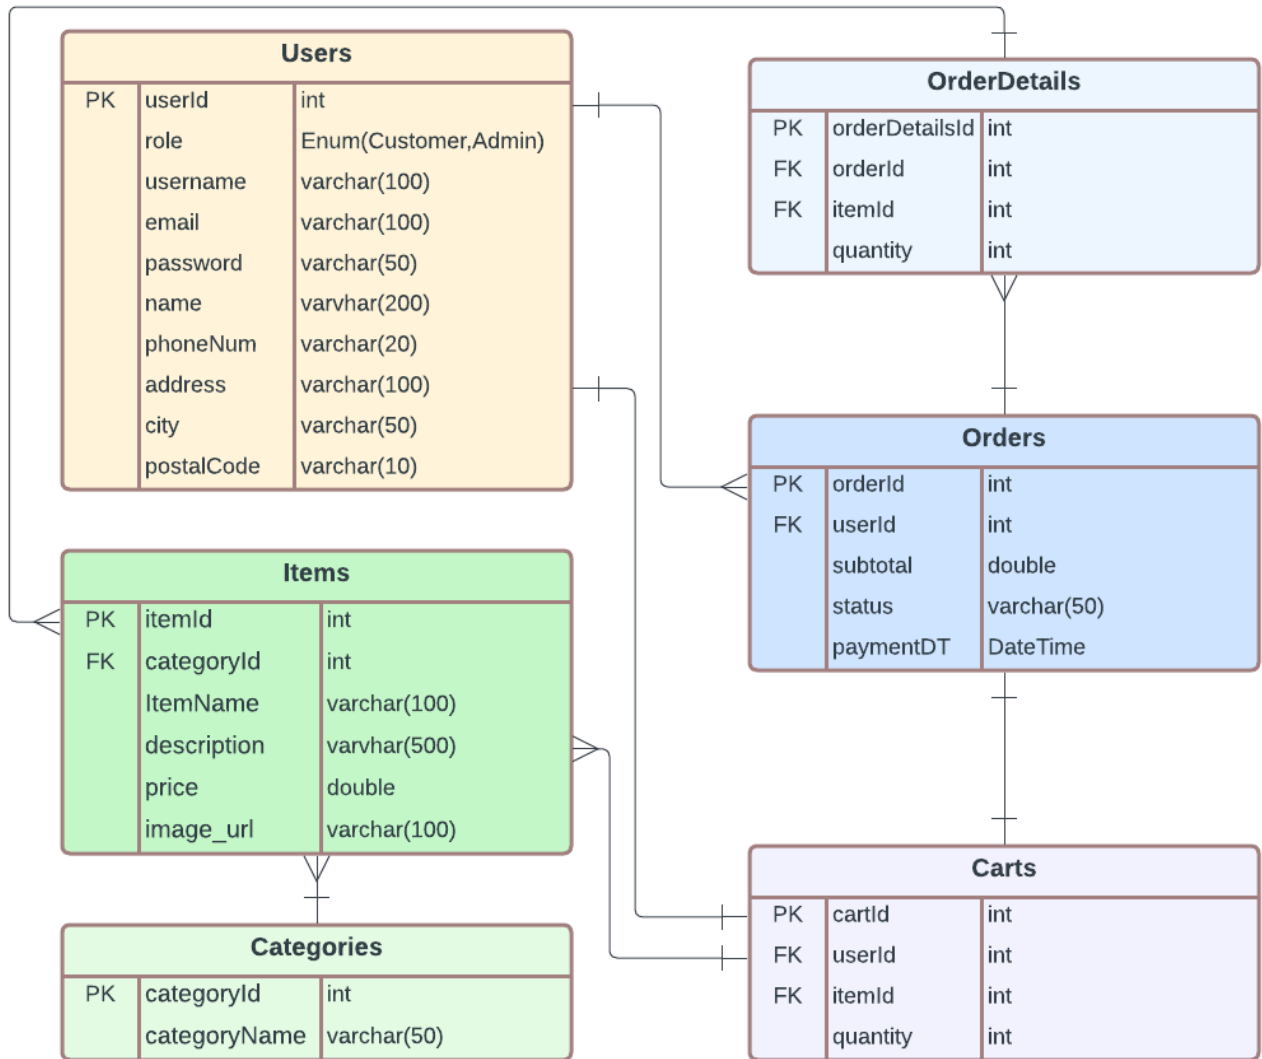 Users
PK userId int
role Enum(Customer,Admin)
username varchar(100)
email varchar(100)
password varchar(50)
name varvhar(200)
phoneNum varchar(20)
address varchar(100)
city varchar(50)
postalCode varchar(10)
OrderDetails
PK orderDetailsId int
FK orderId int
FK itemId int
quantity int
Orders
PK orderId int
FK userId int
subtotal double
status varchar(50)
paymentDT DateTime
Items
PK itemId int
FK categoryId int
ItemName varchar(100)
description varvhar(500)
price double
image_url varchar(100)
Categories
PK categoryId int
categoryName varchar(50)
Carts
PK cartId int
FK userId int
FK itemId int
quantity int